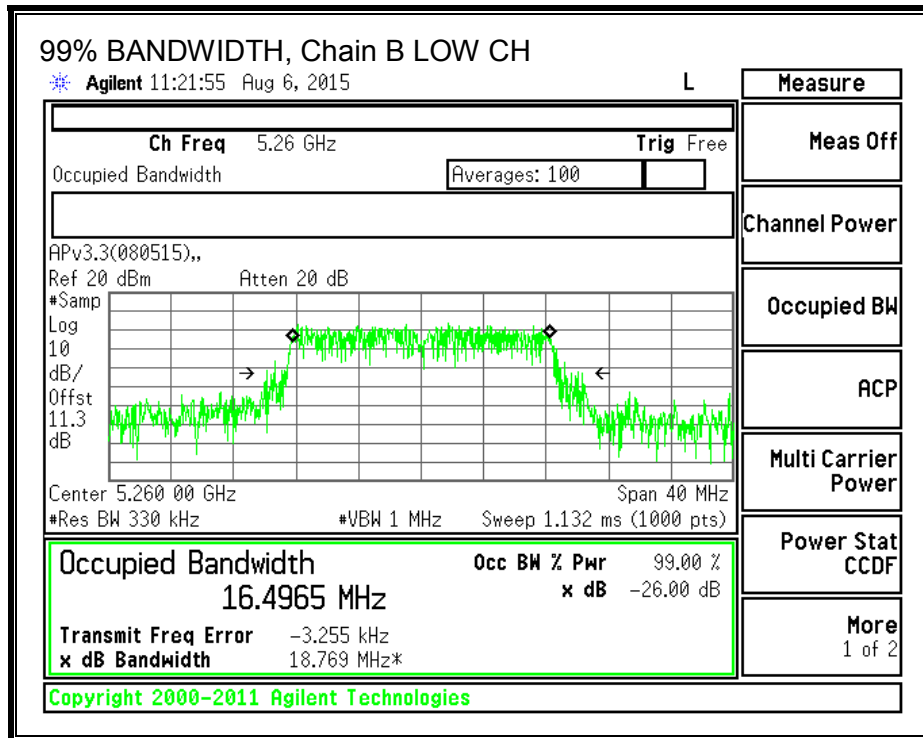 99% BANDWIDTH, Chain B LOW CH
Agilent 11:21:55 Aug 6, 2015 L
Measure
Ch Freq 5.26 GHz Trig Free
Meas Off
Occupied Bandwidth Averages: 100
Channel Power
APv3.3(080515),,
Ref 20 dBm Atten 20 dB
#Samp
Log
10
dB/
Offst
11.3
dB
Occupied BW
ACP
Multi Carrier
Power
Center 5.260 00 GHz Span 40 MHz
#Res BW 330 kHz #VBW 1 MHz Sweep 1.132 ms (1000 pts)
Power Stat
CCDF
Occupied Bandwidth Occ BW % Pwr 99.00 %
16.4965 MHz x dB -26.00 dB
Transmit Freq Error -3.255 kHz
x dB Bandwidth 18.769 MHz*
More
1 of 2
Copyright 2000-2011 Agilent Technologies